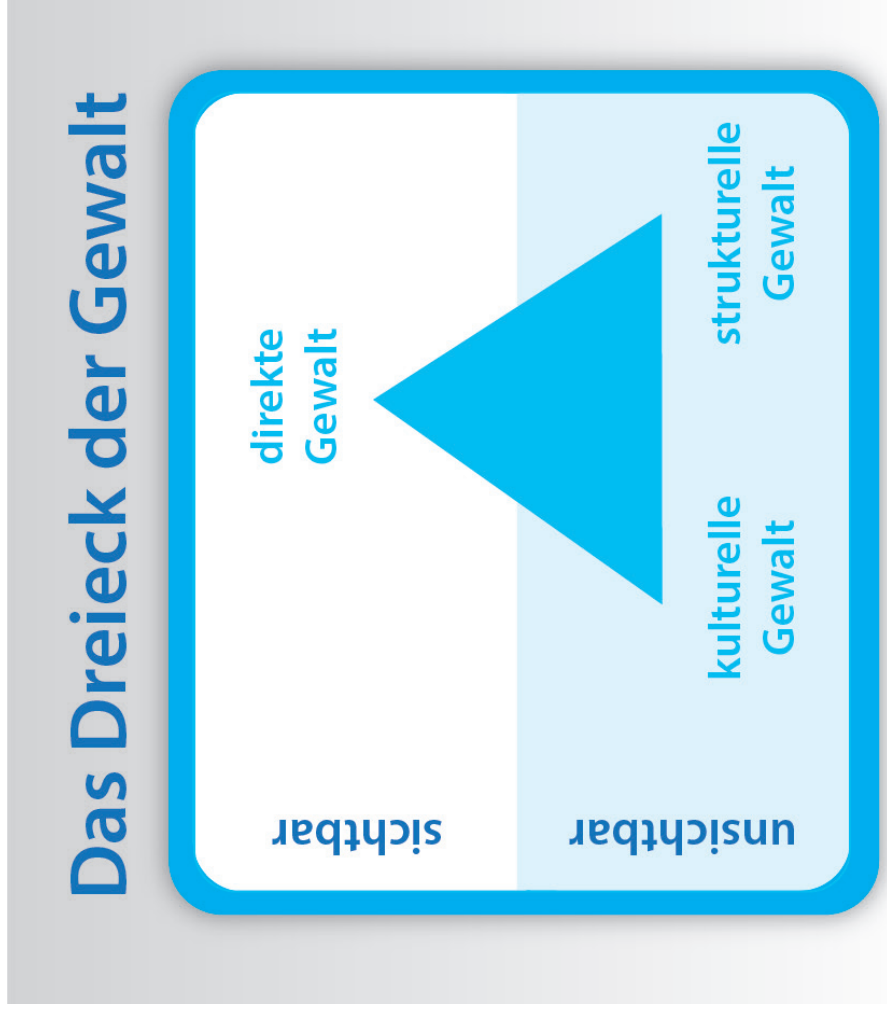 Das Dreieck der Gewalt
sichtbar
direkte
Gewalt
unsichtbar
kulturelle
Gewalt
strukturelle
Gewalt